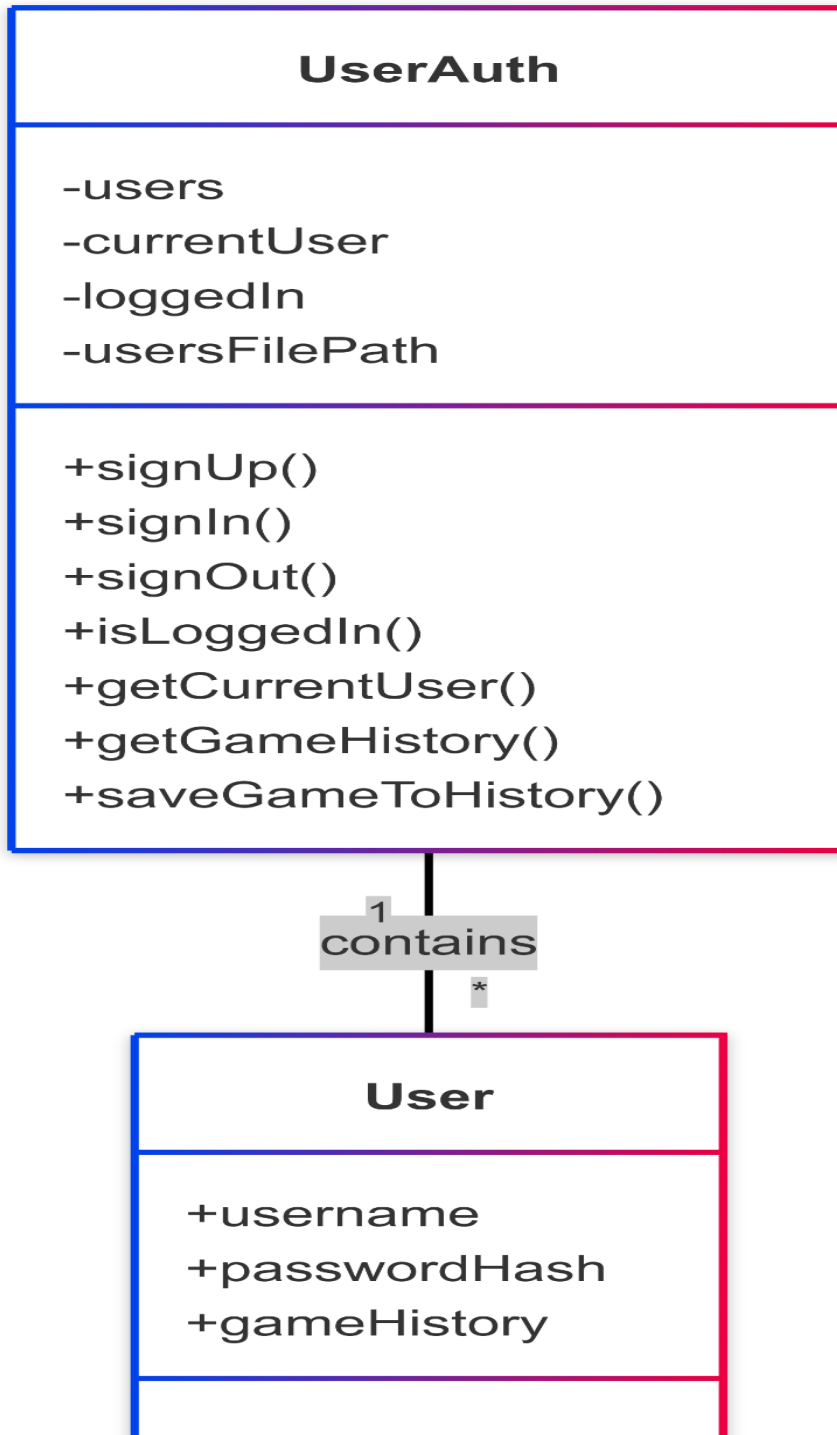 UserAuth
-users
-currentUser
-loggedIn
-usersFilePath
+signUp()
+signIn()
+signOut()
+isLoggedIn()
+getCurrentUser()
+getGameHistory()
+saveGameToHistory()
1
contains
*
User
+username
+passwordHash
+gameHistory